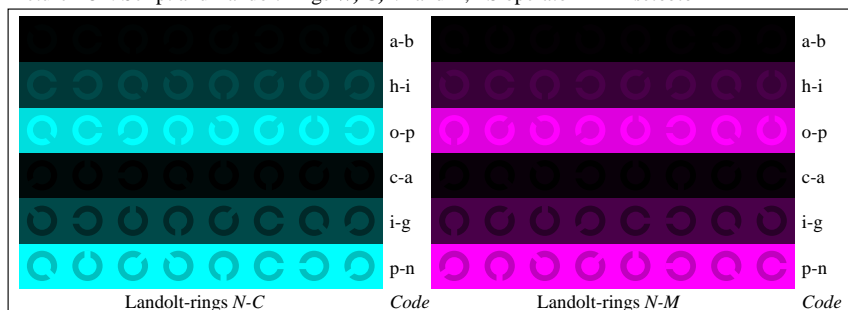 a-b a-b
h-i h-i
o-p o-p
c-a c-a
i-g i-g
p-n p-n
Landolt-rings N-C Code Landolt-rings N-M Code